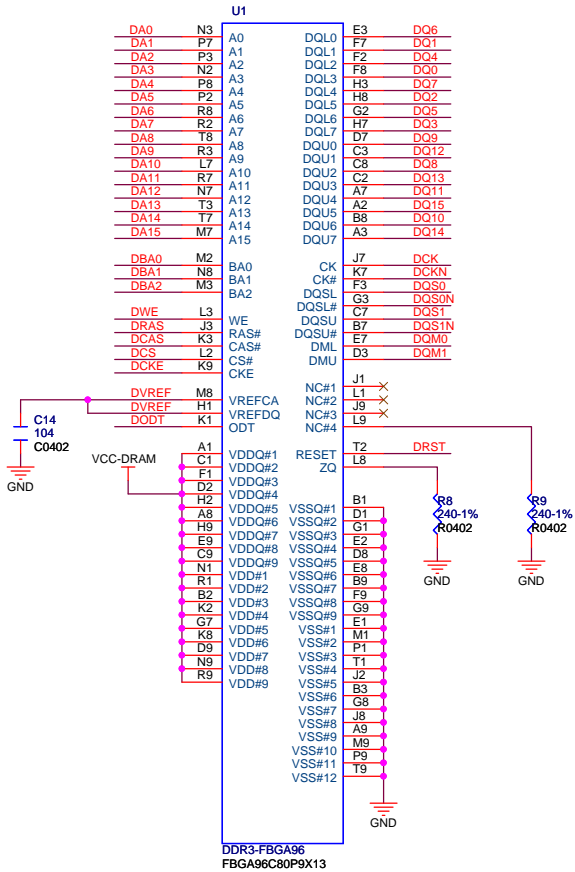 U1
DA0 N3 A0 DQL0 E3 DQ6
DA1 P7 A1 DQL1 F7 DQ1
DA2 P3 A2 DQL2 F2 DQ4
DA3 N2 A3 DQL3 F8 DQ0
DA4 P8 A4 DQL4 H3 DQ7
DA5 P2 A5 DQL5 H8 DQ2
DA6 R8 A6 DQL6 G2 DQ5
DA7 R2 A7 DQL7 H7 DQ3
DA8 T8 A8 DQU0 D7 DQ9
DA9 R3 A9 DQU1 C3 DQ12
DA10 L7 A10 DQU2 C8 DQ8
DA11 R7 A11 DQU3 C2 DQ13
DA12 N7 A12 DQU4 A7 DQ11
DA13 T3 A13 DQU5 A2 DQ15
DA14 T7 A14 DQU6 B8 DQ10
DA15 M7 A15 DQU7 A3 DQ14
DBA0 M2 BA0 CK J7 DCK
DBA1 N8 BA1 CK# K7 DCKN
DBA2 M3 BA2 DQSL F3 DQS0
DQSL# G3 DQS0N
DWE L3 WE DQSU C7 DQS1
DRAS J3 RAS# DQSU# B7 DQS1N
DCAS K3 CAS# DML E7 DQM0
DCS L2 CS# DMU D3 DQM1
DCKE K9 CKE
NC#1 J1
DVREF M8 VREFCA NC#2 L1
DVREF H1 VREFDQ NC#3 J9
DODT K1 ODT NC#4 L9
C14
104
C0402
GND
VCC-DRAM
A1 VDDQ#1 RESET T2 DRST
C1 VDDQ#2 ZQ L8
F1 VDDQ#3
D2 VDDQ#4
H2 VDDQ#5 VSSQ#1 B1
A8 VDDQ#6 VSSQ#2 D1
H9 VDDQ#7 VSSQ#3 G1
E9 VDDQ#8 VSSQ#4 E2
C9 VDDQ#9 VSSQ#5 D8
N1 VDD#1 VSSQ#6 E8
R1 VDD#2 VSSQ#7 B9
B2 VDD#3 VSSQ#8 F9
K2 VDD#4 VSSQ#9 G9
G7 VDD#5 VSS#1 E1
K8 VDD#6 VSS#2 M1
D9 VDD#7 VSS#3 P1
N9 VDD#8 VSS#4 T1
R9 VDD#9 VSS#5 J2
VSS#6 B3
VSS#7 G8
VSS#8 J8
VSS#9 A9
VSS#10 M9
VSS#11 P9
VSS#12 T9
R8
240-1%
R0402
GND
R9
240-1%
R0402
GND
GND
DDR3-FBGA96
FBGA96C80P9X13